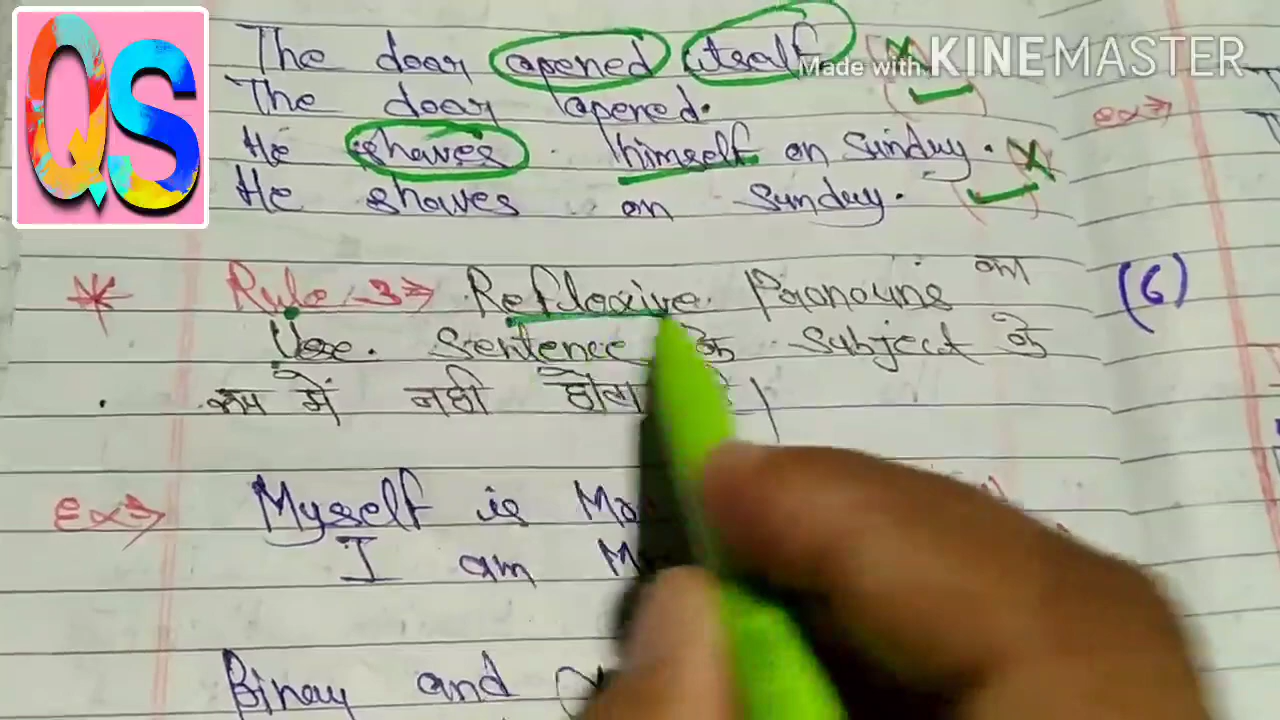 QS
Made with KINEMASTER
The door opened itself (X)
The door opened.
He shaves himself on Sunday. X
He shaves on Sunday.
ex⇒
* Rule 3⇒ Reflexive Pronouns का
Use Sentence के Subject के
रूप में नहीं होता |
(6)
ex⇒ Myself is
I am
Binay and